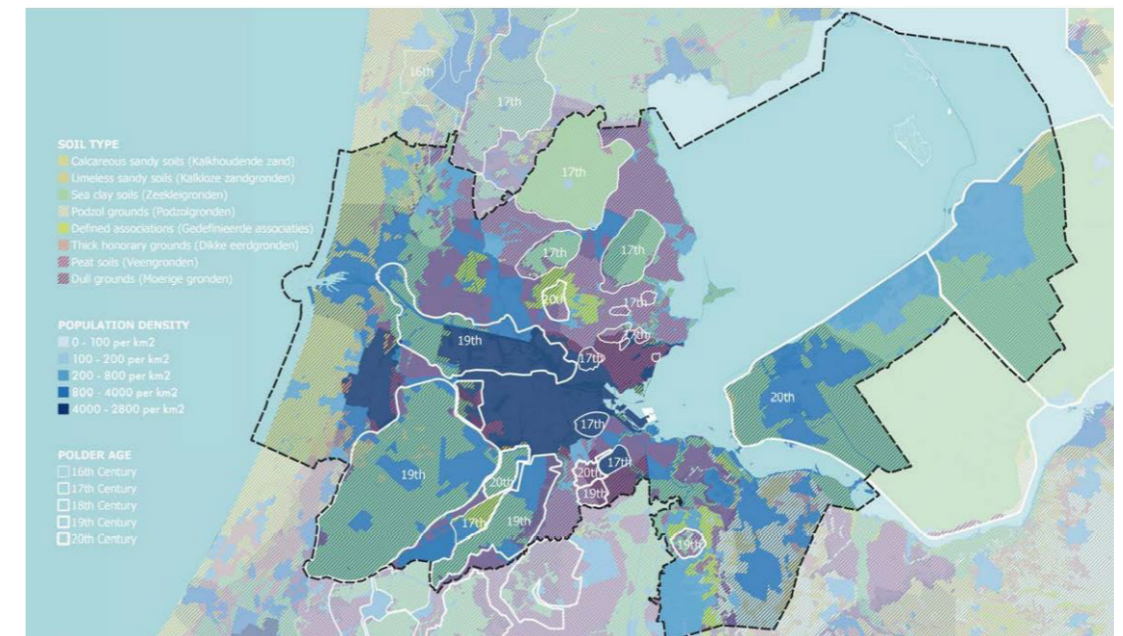 16th
17th
SOIL TYPE
Calcareous sandy soils (Kalkhoudende zand)
Limeless sandy soils (Kalkloze zandgronden)
Sea clay soils (Zeekleigronden)
Podzol grounds (Podzolgronden)
Defined associations (Gedefinieerde associaties)
Thick honorary grounds (Dikke eerdgronden)
Peat soils (Veengronden)
Dull grounds (Moerige gronden)
17th
17th
17th
20th
17th
17th
POPULATION DENSITY
0 - 100 per km2
100 - 200 per km2
200 - 800 per km2
800 - 4000 per km2
4000 - 2800 per km2
19th
17th
20th
17th
POLDER AGE
16th Century
17th Century
18th Century
19th Century
20th Century
19th
20th
17th
19th
20th
17th
19th
19th